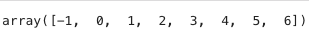 array([-1,  0,  1,  2,  3,  4,  5,  6])